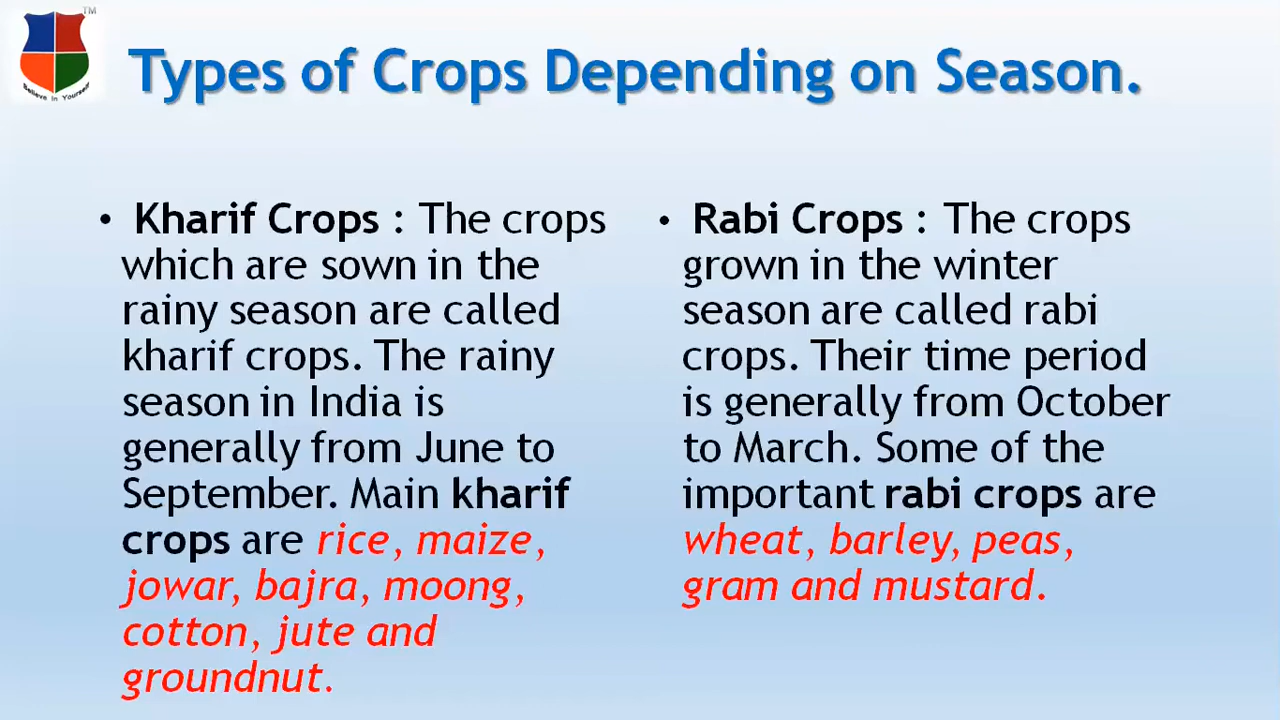 TM
Believe In Yourself
Types of Crops Depending on Season.
• Kharif Crops : The crops
which are sown in the
rainy season are called
kharif crops. The rainy
season in India is
generally from June to
September. Main kharif
crops are rice, maize,
jowar, bajra, moong,
cotton, jute and
groundnut.
• Rabi Crops : The crops
grown in the winter
season are called rabi
crops. Their time period
is generally from October
to March. Some of the
important rabi crops are
wheat, barley, peas,
gram and mustard.